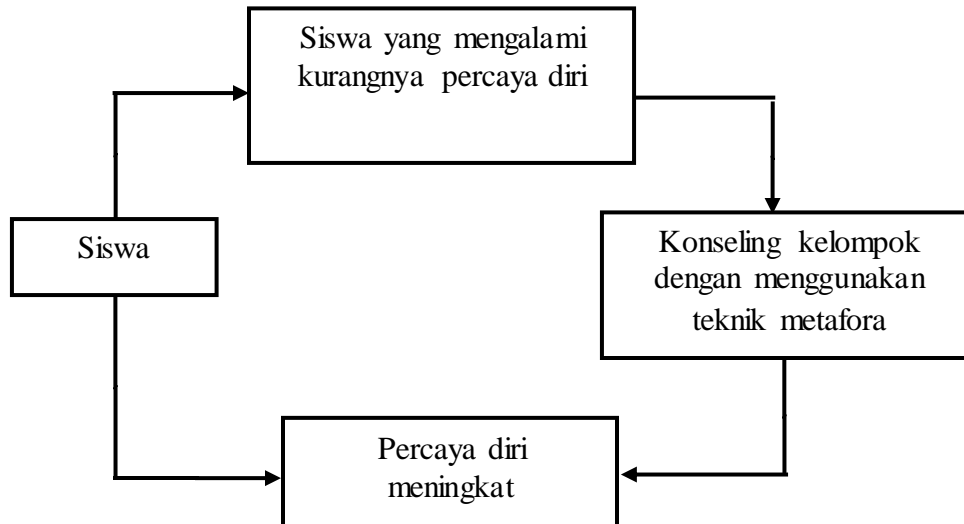 Siswa yang mengalami
kurangnya percaya diri
Siswa
Konseling kelompok
dengan menggunakan
teknik metafora
Percaya diri
meningkat